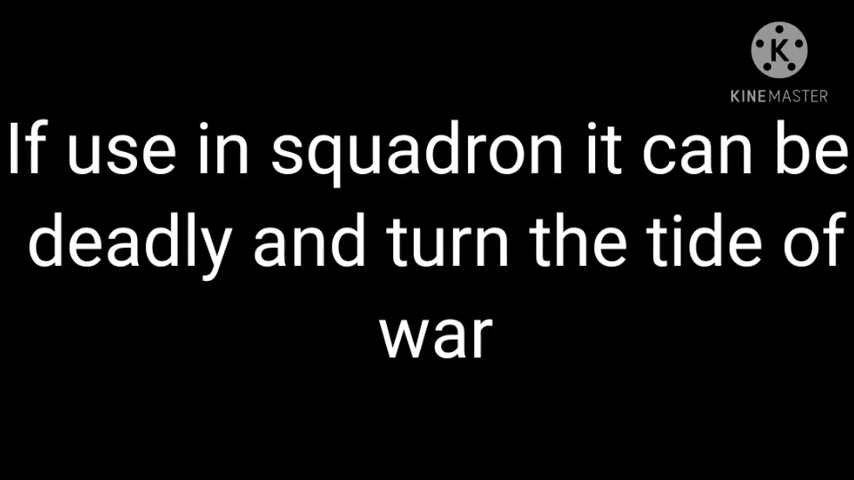 K
KINEMASTER
If use in squadron it can be
deadly and turn the tide of
war